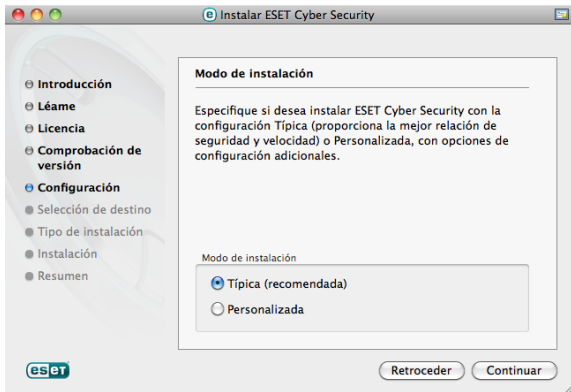 Instalar ESET Cyber Security
Introducción
Léame
Licencia
Comprobación de
versión
Configuración
Selección de destino
Tipo de instalación
Instalación
Resumen
Modo de instalación
Especifique si desea instalar ESET Cyber Security con la
configuración Típica (proporciona la mejor relación de
seguridad y velocidad) o Personalizada, con opciones de
configuración adicionales.
Modo de instalación
Típica (recomendada)
Personalizada
eset
Retroceder
Continuar